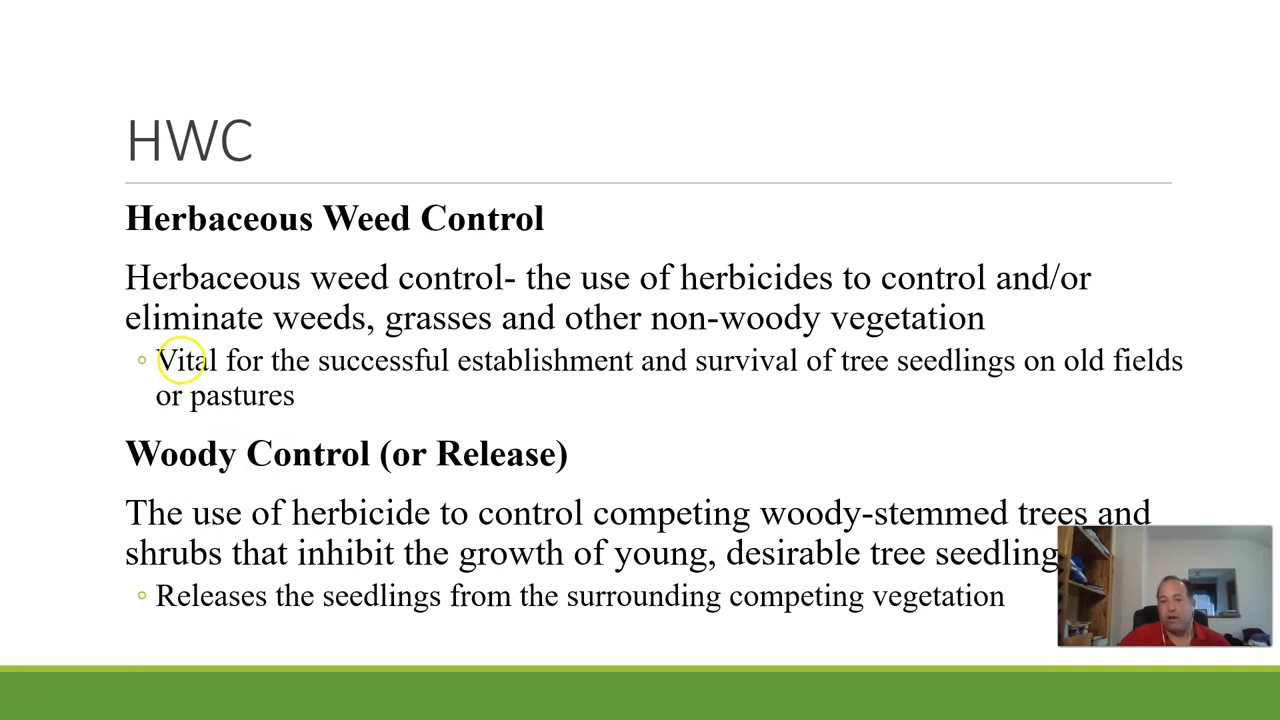 HWC
Herbaceous Weed Control
Herbaceous weed control- the use of herbicides to control and/or
eliminate weeds, grasses and other non-woody vegetation
Vital for the successful establishment and survival of tree seedlings on old fields
or pastures
Woody Control (or Release)
The use of herbicide to control competing woody-stemmed trees and
shrubs that inhibit the growth of young, desirable tree seedling
Releases the seedlings from the surrounding competing vegetation